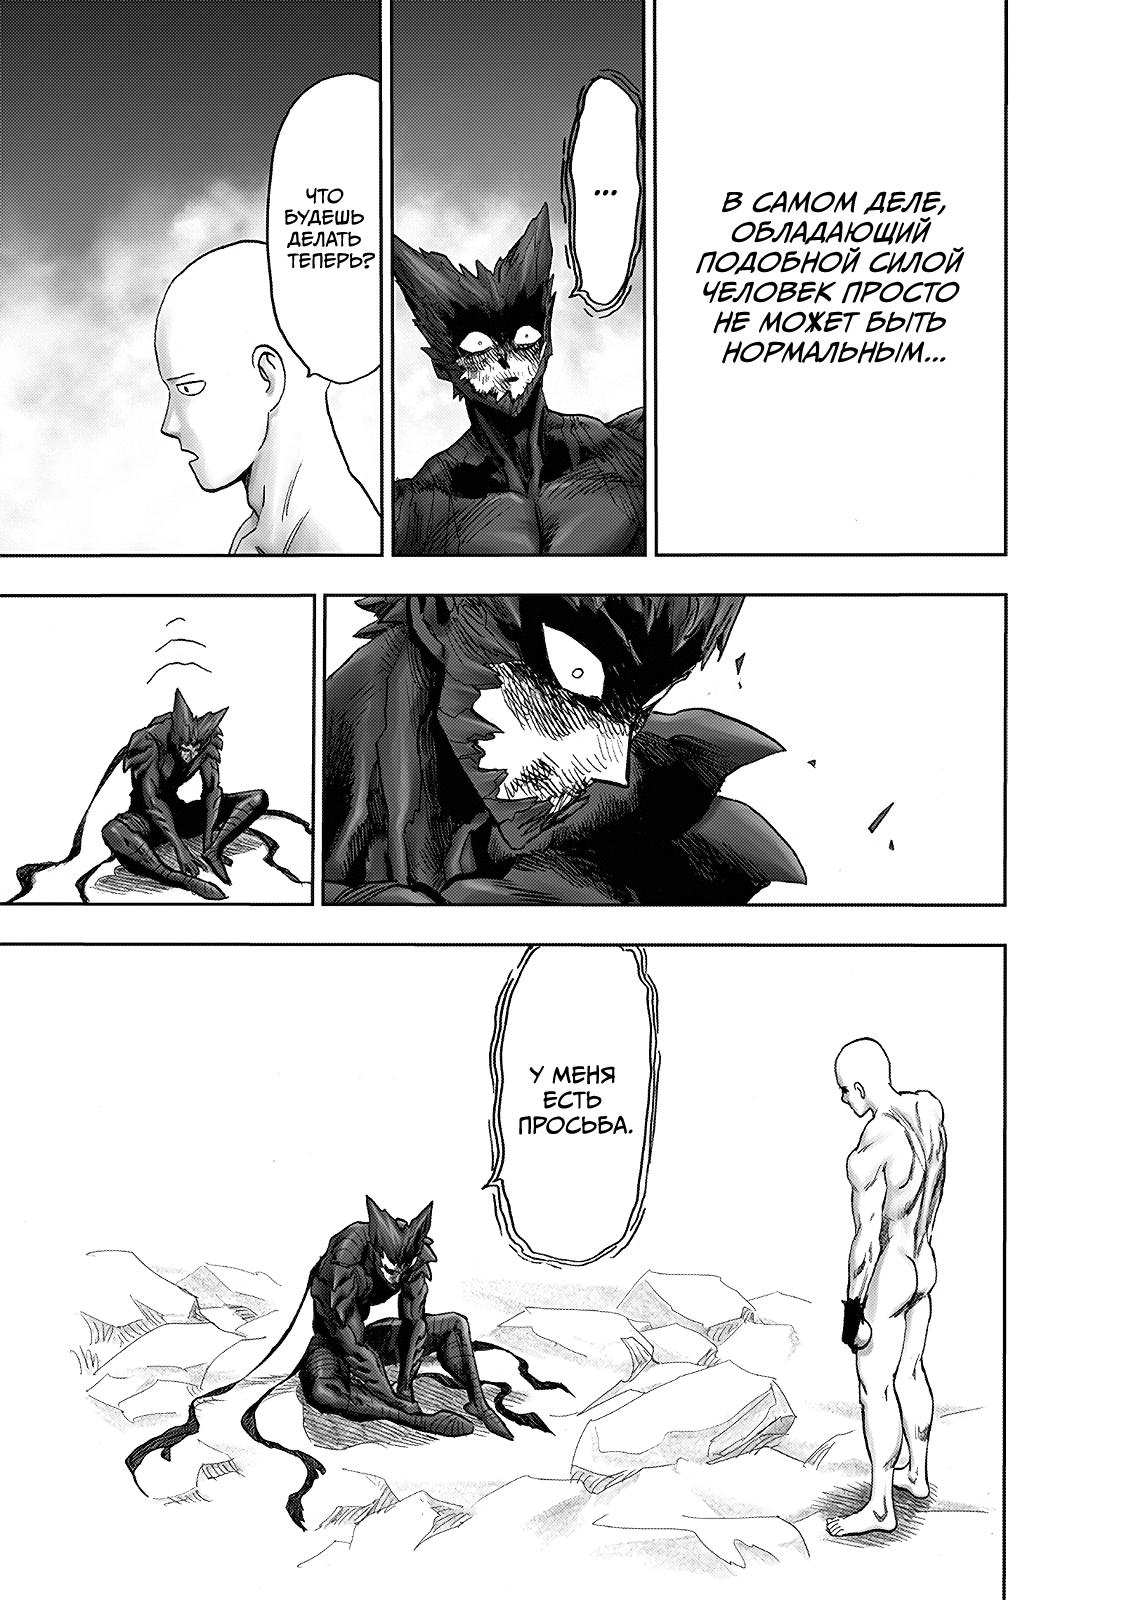 В САМОМ ДЕЛЕ,
ОБЛАДАЮЩИЙ
ПОДОБНОЙ СИЛОЙ
ЧЕЛОВЕК ПРОСТО
НЕ МОЖЕТ БЫТЬ
НОРМАЛЬНЫМ...
...
ЧТО
БУДЕШЬ
ДЕЛАТЬ
ТЕПЕРЬ?
У МЕНЯ
ЕСТЬ
ПРОСЬБА.